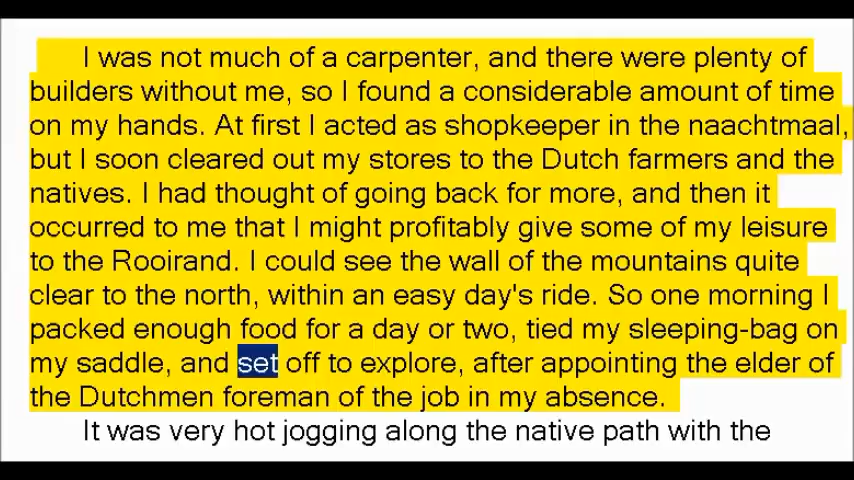 I was not much of a carpenter, and there were plenty of
builders without me, so I found a considerable amount of time
on my hands. At first I acted as shopkeeper in the naachtmaal,
but I soon cleared out my stores to the Dutch farmers and the
natives. I had thought of going back for more, and then it
occurred to me that I might profitably give some of my leisure
to the Rooirand. I could see the wall of the mountains quite
clear to the north, within an easy day's ride. So one morning I
packed enough food for a day or two, tied my sleeping-bag on
my saddle, and set off to explore, after appointing the elder of
the Dutchmen foreman of the job in my absence.
It was very hot jogging along the native path with the